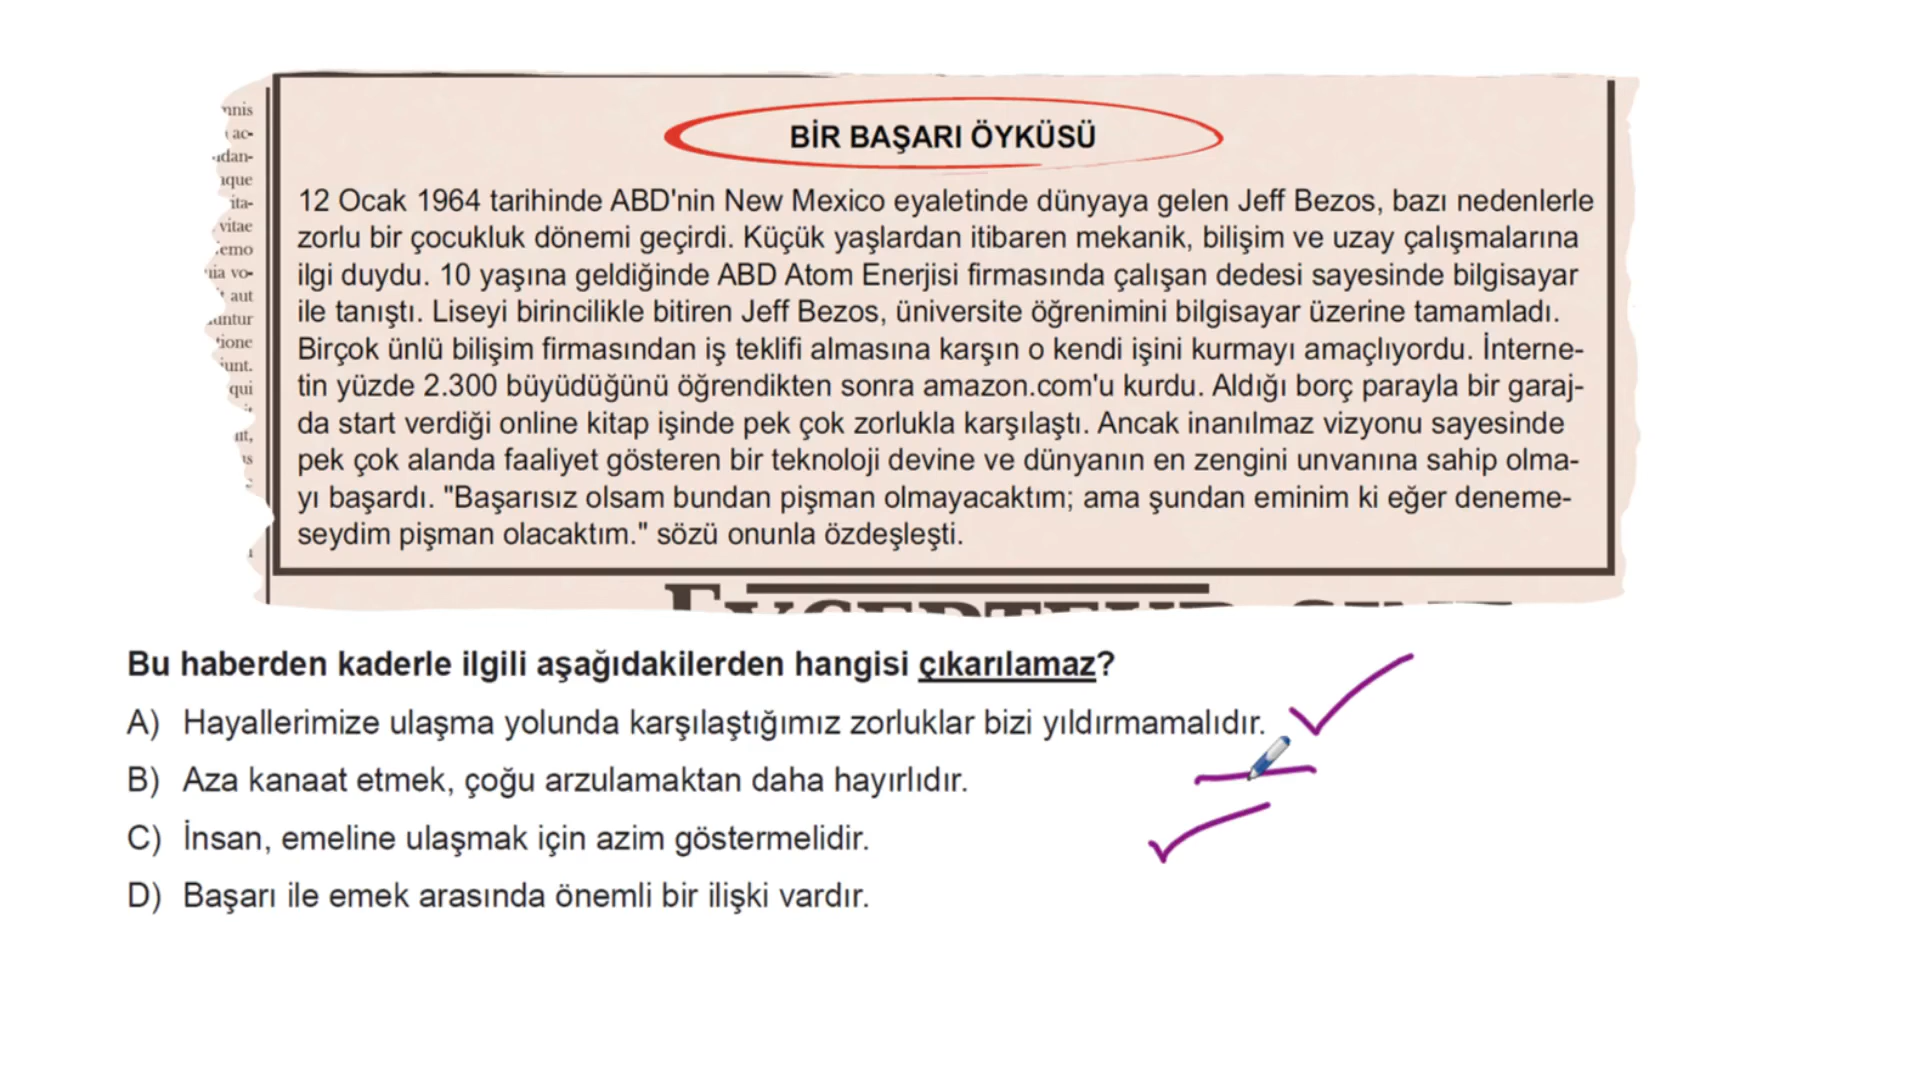 BİR BAŞARI ÖYKÜSÜ
12 Ocak 1964 tarihinde ABD'nin New Mexico eyaletinde dünyaya gelen Jeff Bezos, bazı nedenlerle
zorlu bir çocukluk dönemi geçirdi. Küçük yaşlardan itibaren mekanik, bilişim ve uzay çalışmalarına
ilgi duydu. 10 yaşına geldiğinde ABD Atom Enerjisi firmasında çalışan dedesi sayesinde bilgisayar
ile tanıştı. Liseyi birincilikle bitiren Jeff Bezos, üniversite öğrenimini bilgisayar üzerine tamamladı.
Birçok ünlü bilişim firmasından iş teklifi almasına karşın o kendi işini kurmayı amaçlıyordu. İnterne-
tin yüzde 2.300 büyüdüğünü öğrendikten sonra amazon.com'u kurdu. Aldığı borç parayla bir garaj-
da start verdiği online kitap işinde pek çok zorlukla karşılaştı. Ancak inanılmaz vizyonu sayesinde
pek çok alanda faaliyet gösteren bir teknoloji devine ve dünyanın en zengini unvanına sahip olma-
yı başardı. "Başarısız olsam bundan pişman olmayacaktım; ama şundan eminim ki eğer deneme-
seydim pişman olacaktım." sözü onunla özdeşleşti.
vitae
vo-
aut
qui
Bu haberden kaderle ilgili aşağıdakilerden hangisi çıkarılamaz?
A) Hayallerimize ulaşma yolunda karşılaştığımız zorluklar bizi yıldırmamalıdır.
B) Aza kanaat etmek, çoğu arzulamaktan daha hayırlıdır.
C) İnsan, emeline ulaşmak için azim göstermelidir.
D) Başarı ile emek arasında önemli bir ilişki vardır.